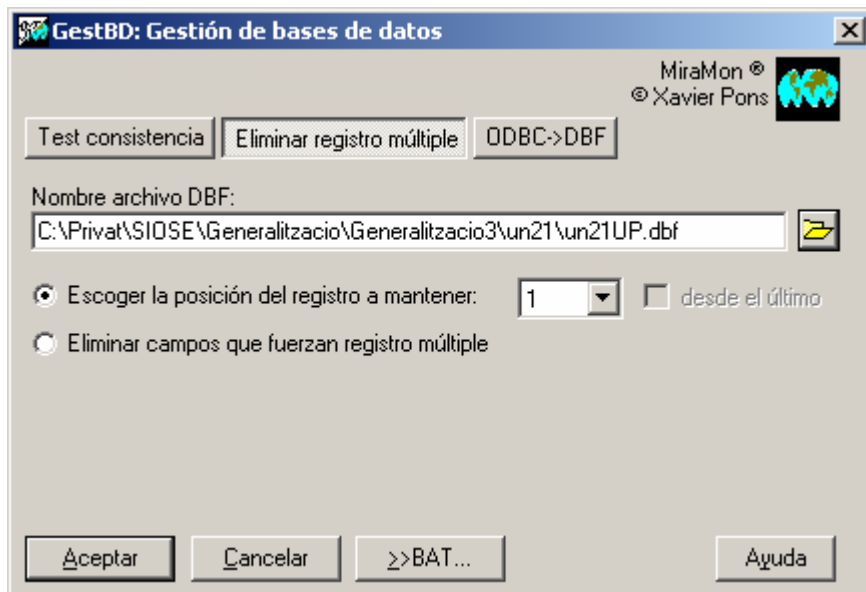 GestBD: Gestión de bases de datos
MiraMon ®
© Xavier Pons
Test consistencia Eliminar registro múltiple ODBC->DBF
Nombre archivo DBF:
C:\Privat\SIOSE\Generalitzacio\Generalitzacio3\un21\un21UP.dbf
Escoger la posición del registro a mantener: 1 desde el último
Eliminar campos que fuerzan registro múltiple
Aceptar Cancelar >>BAT... Ayuda